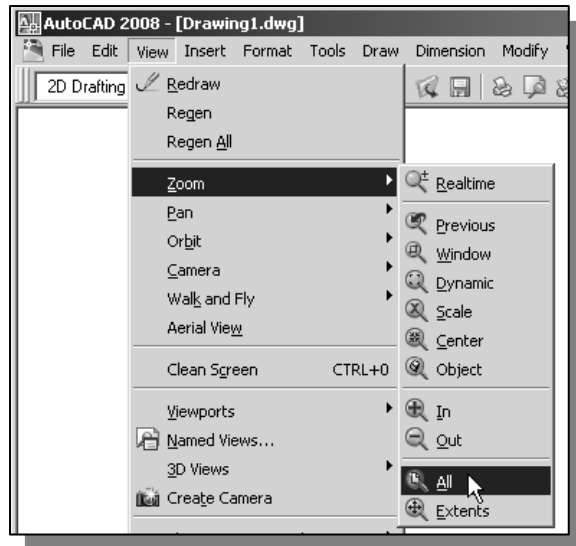 AutoCAD 2008 - [Drawing1.dwg]
File Edit View Insert Format Tools Draw Dimension Modify
2D Drafting
Redraw
Regen
Regen All
Zoom
Pan
Orbit
Camera
Walk and Fly
Aerial View
Clean Screen CTRL+0
Viewports
Named Views...
3D Views
Create Camera
Realtime
Previous
Window
Dynamic
Scale
Center
Object
In
Out
All
Extents